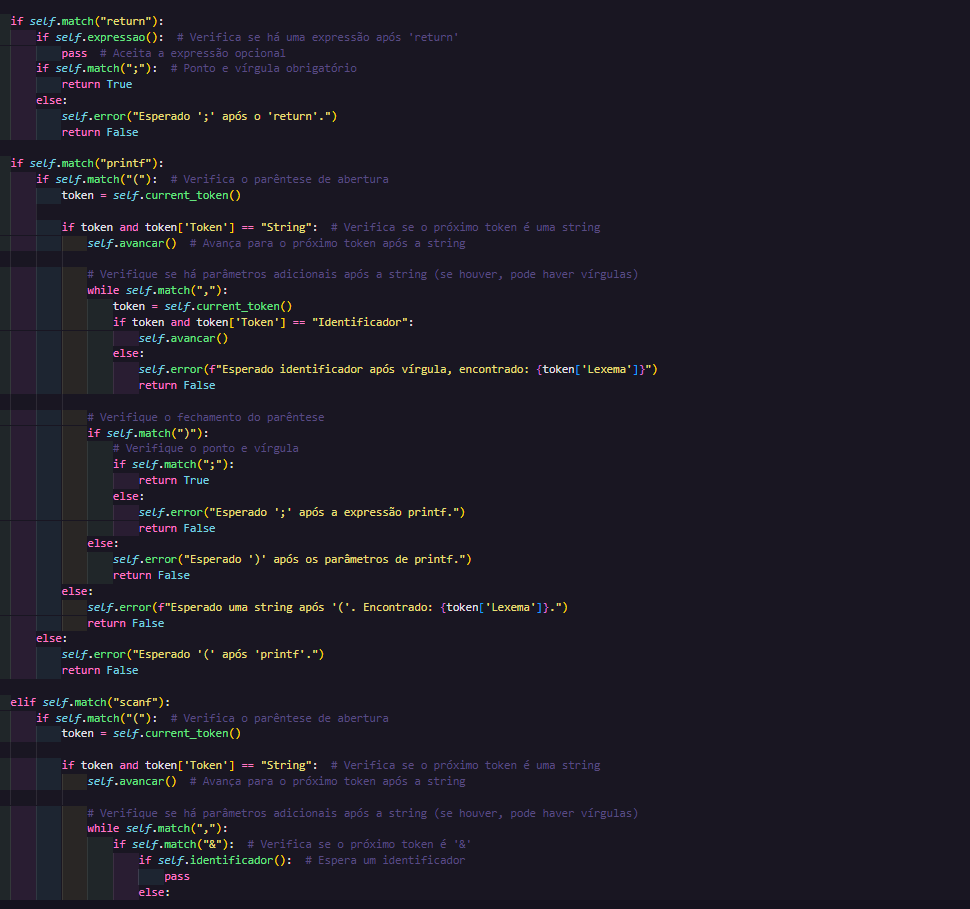 if self.match("return"):
if self.expressao():  # Verifica se há uma expressão após 'return'
pass  # Aceita a expressão opcional
if self.match(";"):  # Ponto e vírgula obrigatório
return True
else:
self.error("Esperado ';' após o 'return'.")
return False
if self.match("printf"):
if self.match("("):  # Verifica o parêntese de abertura
token = self.current_token()
if token and token['Token'] == "String":  # Verifica se o próximo token é uma string
self.avancar()  # Avança para o próximo token após a string
# Verifique se há parâmetros adicionais após a string (se houver, pode haver vírgulas)
while self.match(","):
token = self.current_token()
if token and token['Token'] == "Identificador":
self.avancar()
else:
self.error(f"Esperado identificador após vírgula, encontrado: {token['Lexema']}")
return False
# Verifique o fechamento do parêntese
if self.match(")"):
# Verifique o ponto e vírgula
if self.match(";"):
return True
else:
self.error("Esperado ';' após a expressão printf.")
return False
else:
self.error("Esperado ')' após os parâmetros de printf.")
return False
else:
self.error(f"Esperado uma string após '('. Encontrado: {token['Lexema']}.")
return False
else:
self.error("Esperado '(' após 'printf'.")
return False
elif self.match("scanf"):
if self.match("("):  # Verifica o parêntese de abertura
token = self.current_token()
if token and token['Token'] == "String":  # Verifica se o próximo token é uma string
self.avancar()  # Avança para o próximo token após a string
# Verifique se há parâmetros adicionais após a string (se houver, pode haver vírgulas)
while self.match(","):
if self.match("&"):  # Verifica se o próximo token é '&'
if self.identificador():  # Espera um identificador
pass
else: